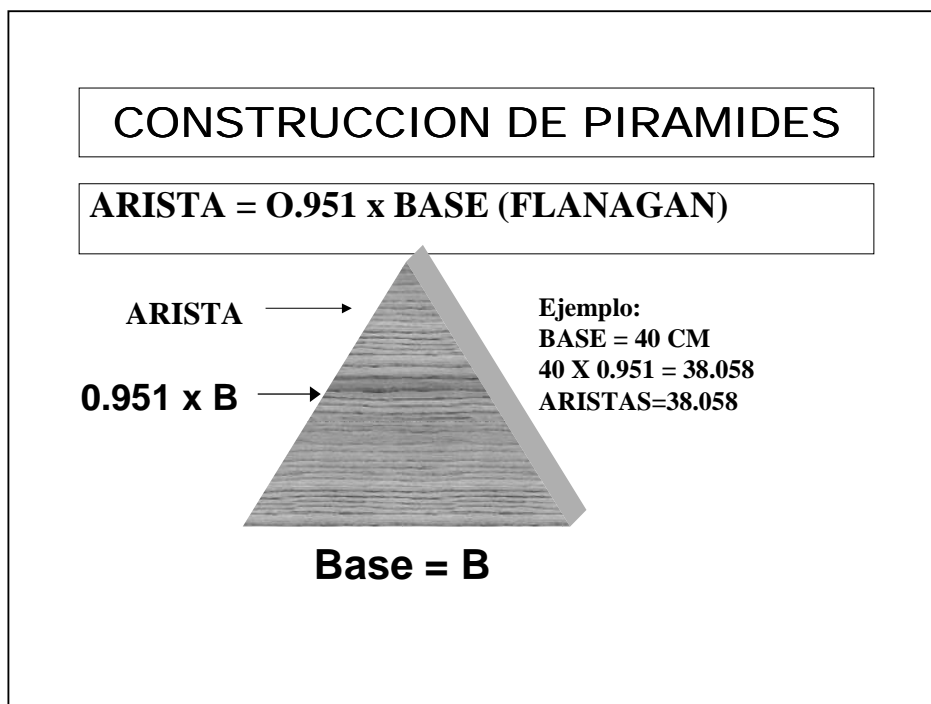 CONSTRUCCION DE PIRAMIDES
ARISTA = O.951 x BASE (FLANAGAN)
ARISTA
0.951 x B
Ejemplo:
BASE = 40 CM
40 X 0.951 = 38.058
ARISTAS=38.058
Base = B